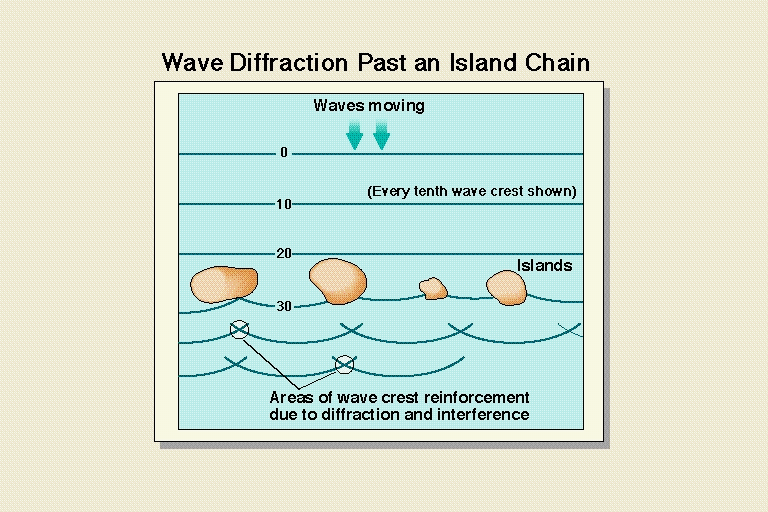 Wave Diffraction Past an Island Chain
Waves moving
0
(Every tenth wave crest shown)
10
20
Islands
30
Areas of wave crest reinforcement
due to diffraction and interference